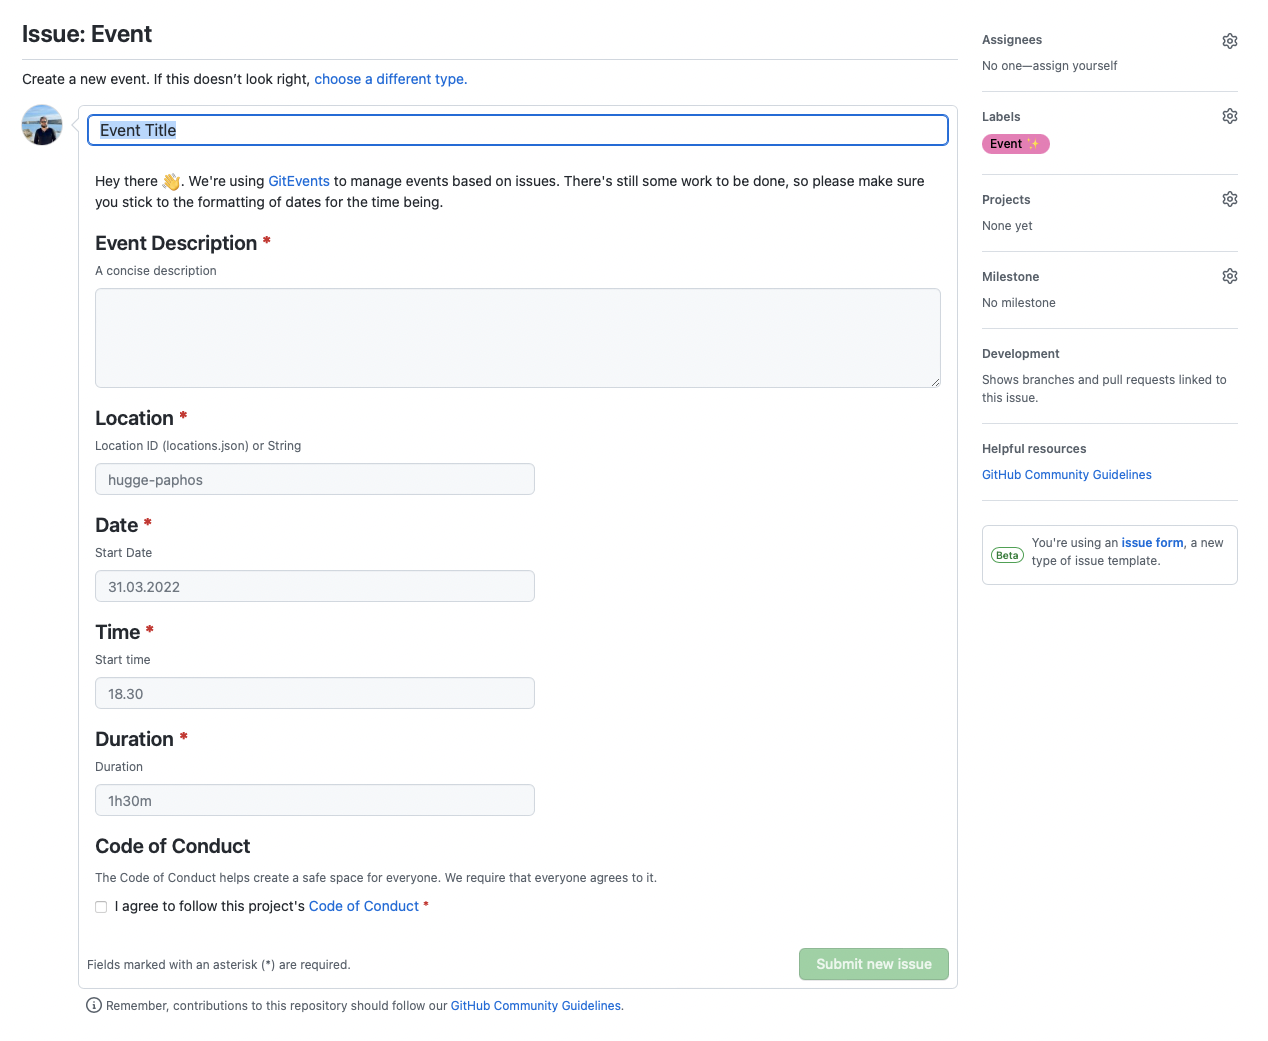 Issue: Event
Create a new event. If this doesn’t look right, choose a different type.
Event Title
Hey there 👋. We're using GitEvents to manage events based on issues. There's still some work to be done, so please make sure
you stick to the formatting of dates for the time being.
Event Description *
A concise description
Location *
Location ID (locations.json) or String
hugge-paphos
Date *
Start Date
31.03.2022
Time *
Start time
18.30
Duration *
Duration
1h30m
Code of Conduct
The Code of Conduct helps create a safe space for everyone. We require that everyone agrees to it.
I agree to follow this project's Code of Conduct *
Fields marked with an asterisk (*) are required.
Submit new issue
Remember, contributions to this repository should follow our GitHub Community Guidelines.
Assignees
No one—assign yourself
Labels
Event ✨
Projects
None yet
Milestone
No milestone
Development
Shows branches and pull requests linked to
this issue.
Helpful resources
GitHub Community Guidelines
Beta
You're using an issue form, a new
type of issue template.